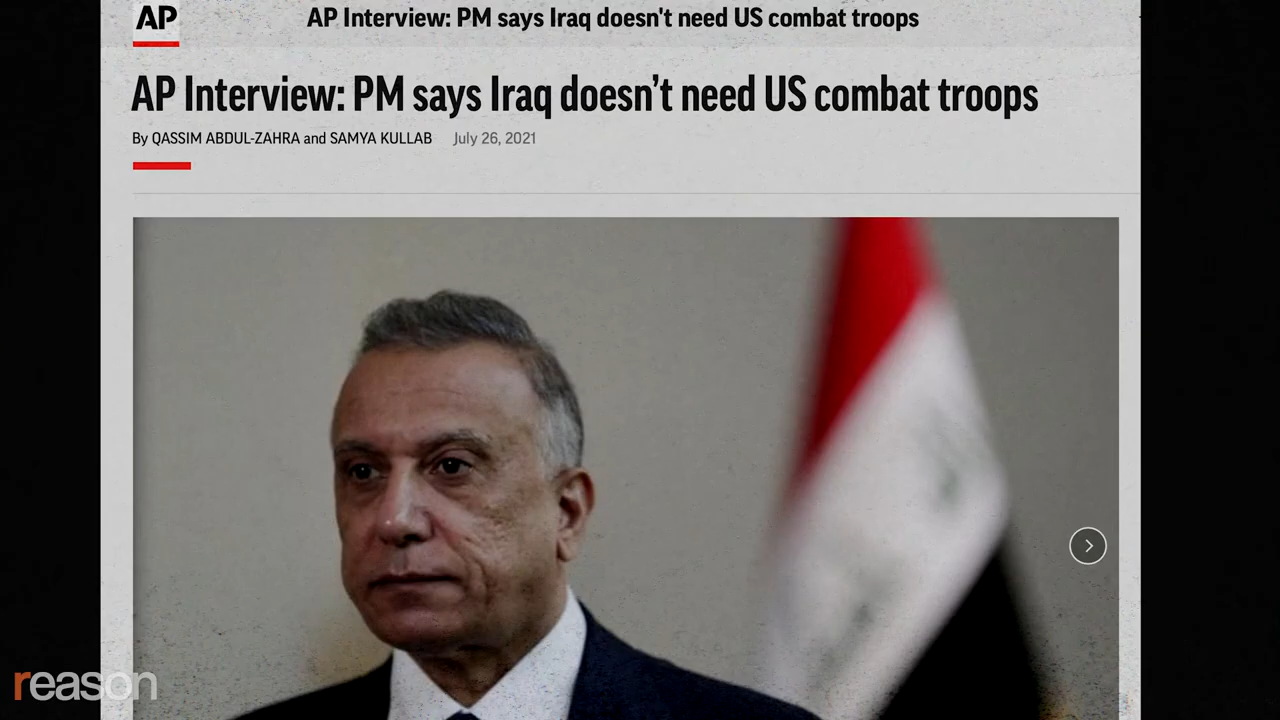 AP
AP Interview: PM says Iraq doesn't need US combat troops
AP Interview: PM says Iraq doesn’t need US combat troops
By QASSIM ABDUL-ZAHRA and SAMYA KULLAB July 26, 2021
reason